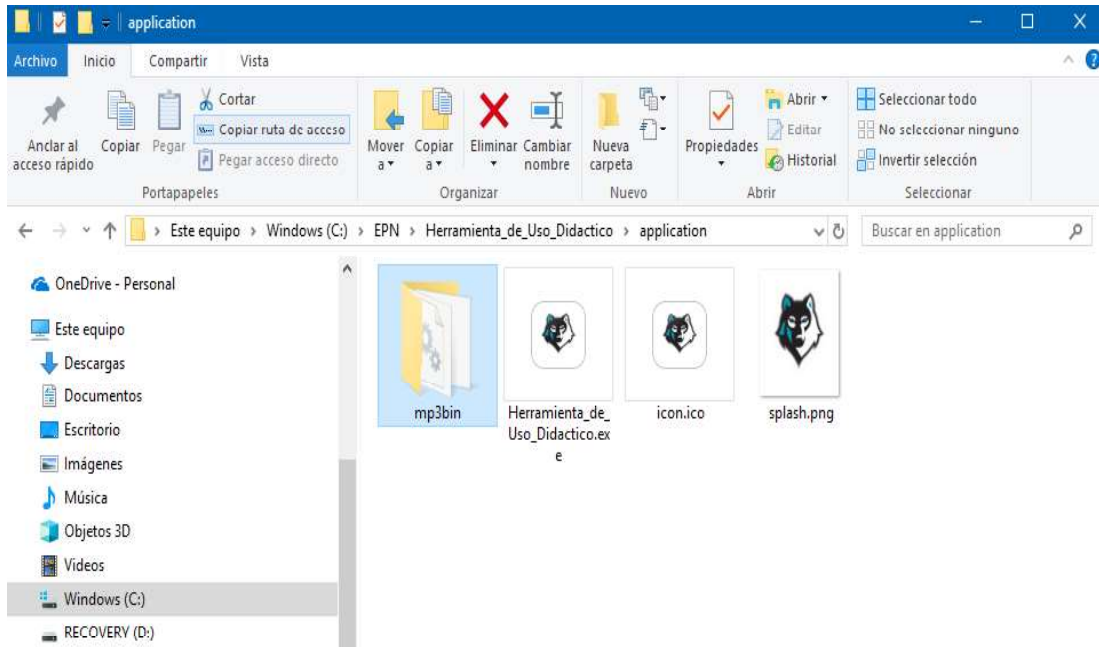 application
Archivo Inicio Compartir Vista
Anclar al acceso rápido
Copiar
Pegar
Cortar
Copiar ruta de acceso
Pegar acceso directo
Portapapeles
Mover a
Copiar a
Eliminar
Cambiar nombre
Organizar
Nueva carpeta
Nuevo
Propiedades
Abrir
Editar
Historial
Abrir
Seleccionar todo
No seleccionar ninguno
Invertir selección
Seleccionar
Este equipo > Windows (C:) > EPN > Herramienta_de_Uso_Didactico > application
Buscar en application
OneDrive - Personal
Este equipo
Descargas
Documentos
Escritorio
Imágenes
Música
Objetos 3D
Videos
Windows (C:)
RECOVERY (D:)
mp3bin
Herramienta_de_
Uso_Didactico.ex
e
icon.ico
splash.png